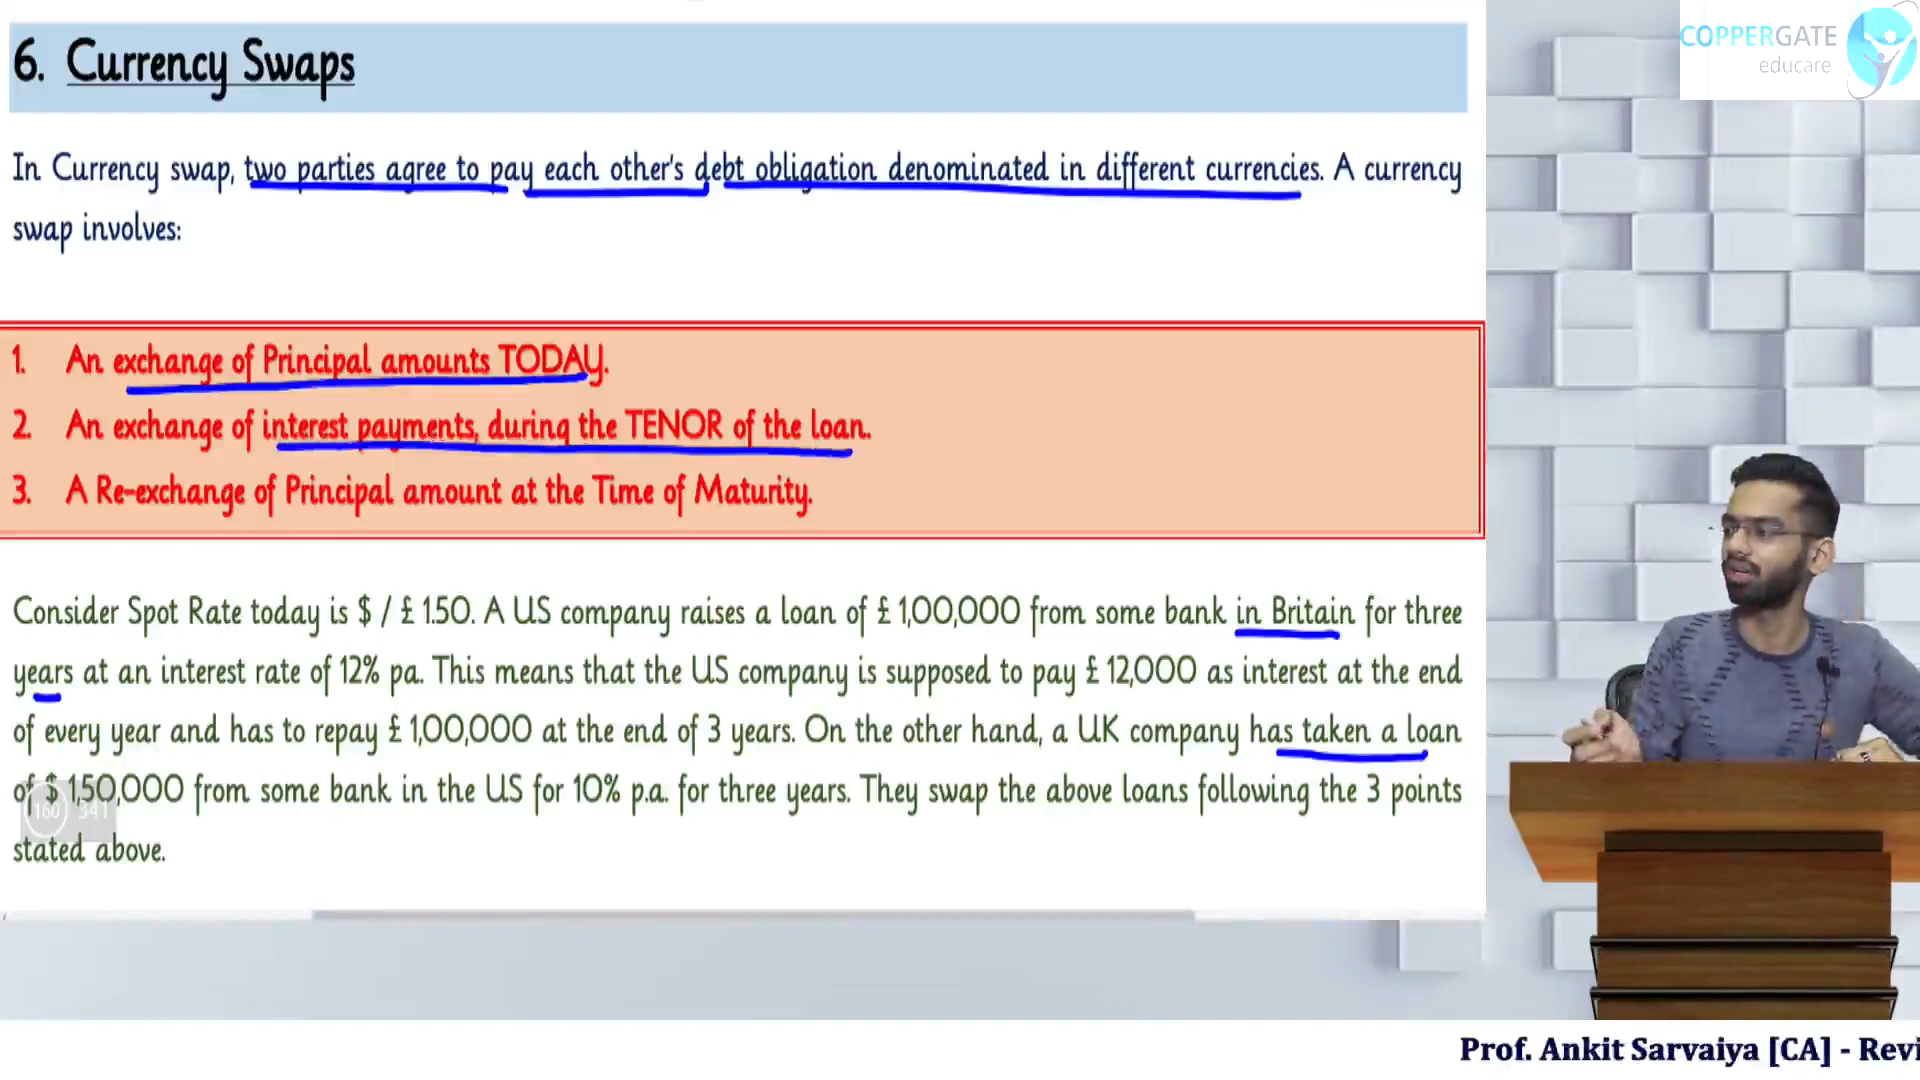 COPPERGATE
educare
6. Currency Swaps
In Currency swap, two parties agree to pay each other's debt obligation denominated in different currencies. A currency
swap involves:
1. An exchange of Principal amounts TODAY.
2. An exchange of interest payments, during the TENOR of the loan.
3. A Re-exchange of Principal amount at the Time of Maturity.
Consider Spot Rate today is $ / £ 1.50. A US company raises a loan of £ 1,00,000 from some bank in Britain for three
years at an interest rate of 12% pa. This means that the US company is supposed to pay £ 12,000 as interest at the end
of every year and has to repay £ 1,00,000 at the end of 3 years. On the other hand, a UK company has taken a loan
of $ 1,50,000 from some bank in the US for 10% p.a. for three years. They swap the above loans following the 3 points
160 341
stated above.
Prof. Ankit Sarvaiya [CA] - Revi